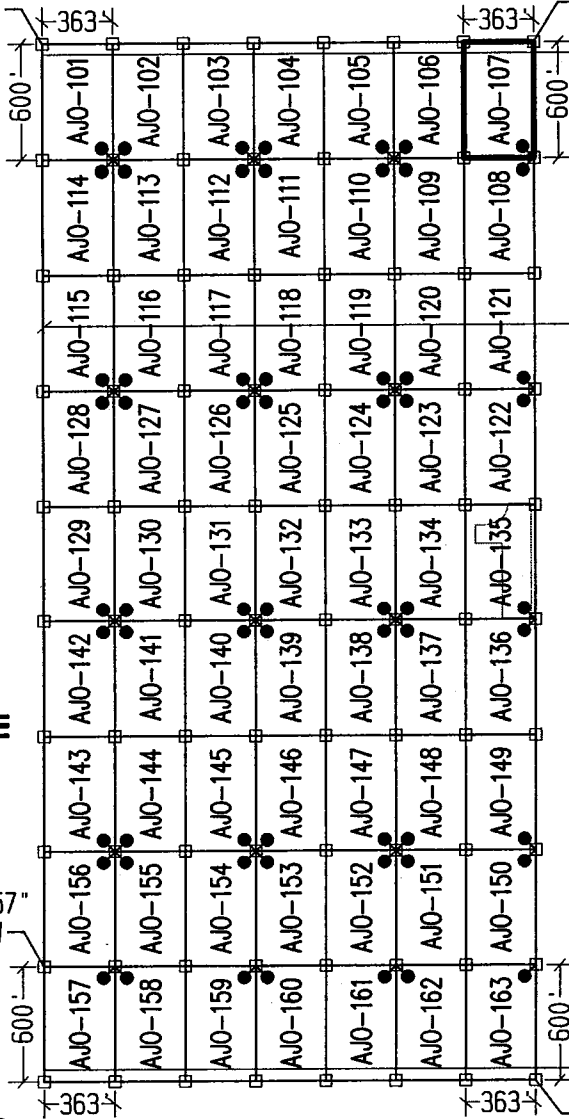 363' 363'
600' 600'
AJO-101 AJO-102 AJO-103 AJO-104 AJO-105 AJO-106 AJO-107
AJO-114 AJO-113 AJO-112 AJO-111 AJO-110 AJO-109 AJO-108
AJO-115 AJO-116 AJO-117 AJO-118 AJO-119 AJO-120 AJO-121
AJO-128 AJO-127 AJO-126 AJO-125 AJO-124 AJO-123 AJO-122
AJO-129 AJO-130 AJO-131 AJO-132 AJO-133 AJO-134 AJO-135
AJO-142 AJO-141 AJO-140 AJO-139 AJO-138 AJO-137 AJO-136
AJO-143 AJO-144 AJO-145 AJO-146 AJO-147 AJO-148 AJO-149
AJO-156 AJO-155 AJO-154 AJO-153 AJO-152 AJO-151 AJO-150
57"
AJO-157 AJO-158 AJO-159 AJO-160 AJO-161 AJO-162 AJO-163
600' 600'
363' 363'